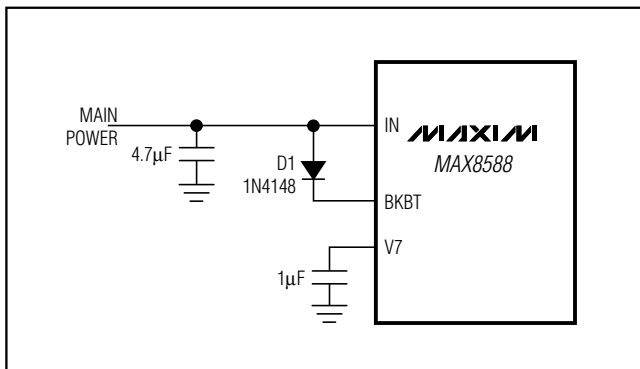 MAIN
POWER
4.7μF
D1
1N4148
IN
MAXIM
MAX8588
BKBT
V7
1μF